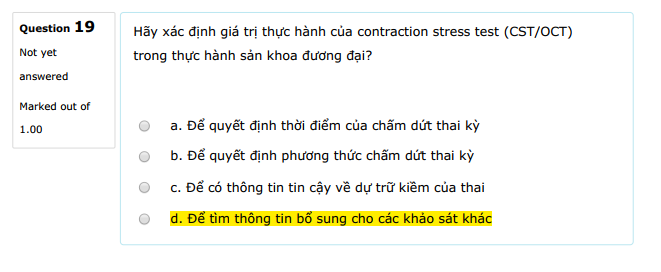 Question 19
Not yet
answered
Marked out of
1.00
Hãy xác định giá trị thực hành của contraction stress test (CST/OCT)
trong thực hành sản khoa đương đại?
a. Để quyết định thời điểm của chấm dứt thai kỳ
b. Để quyết định phương thức chấm dứt thai kỳ
c. Để có thông tin tin cậy về dự trữ kiềm của thai
d. Để tìm thông tin bổ sung cho các khảo sát khác